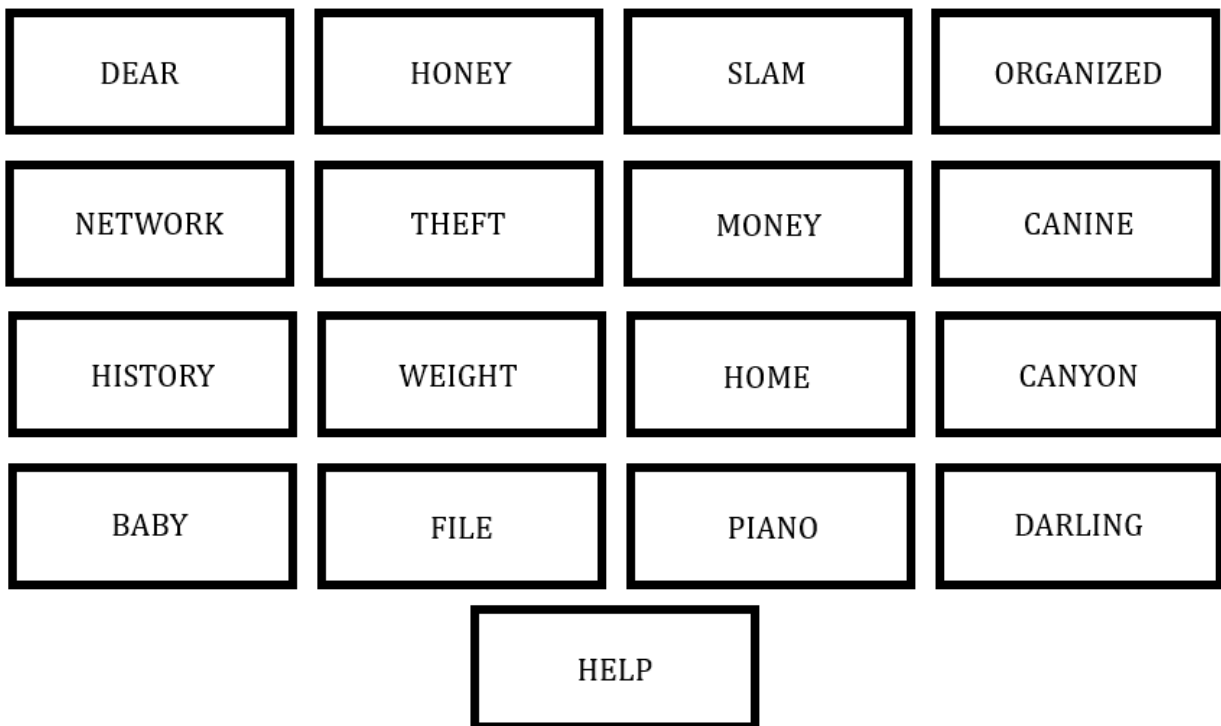 DEAR HONEY SLAM ORGANIZED
NETWORK THEFT MONEY CANINE
HISTORY WEIGHT HOME CANYON
BABY FILE PIANO DARLING
HELP